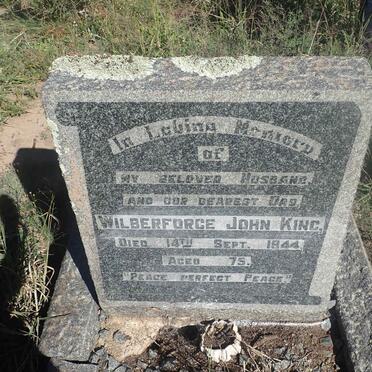 In Loving Memory
of
My Beloved Husband
and our dearest Dad
Wilberforce John King,
Died 14th Sept. 1944
Aged 75.
"Peace perfect Peace"